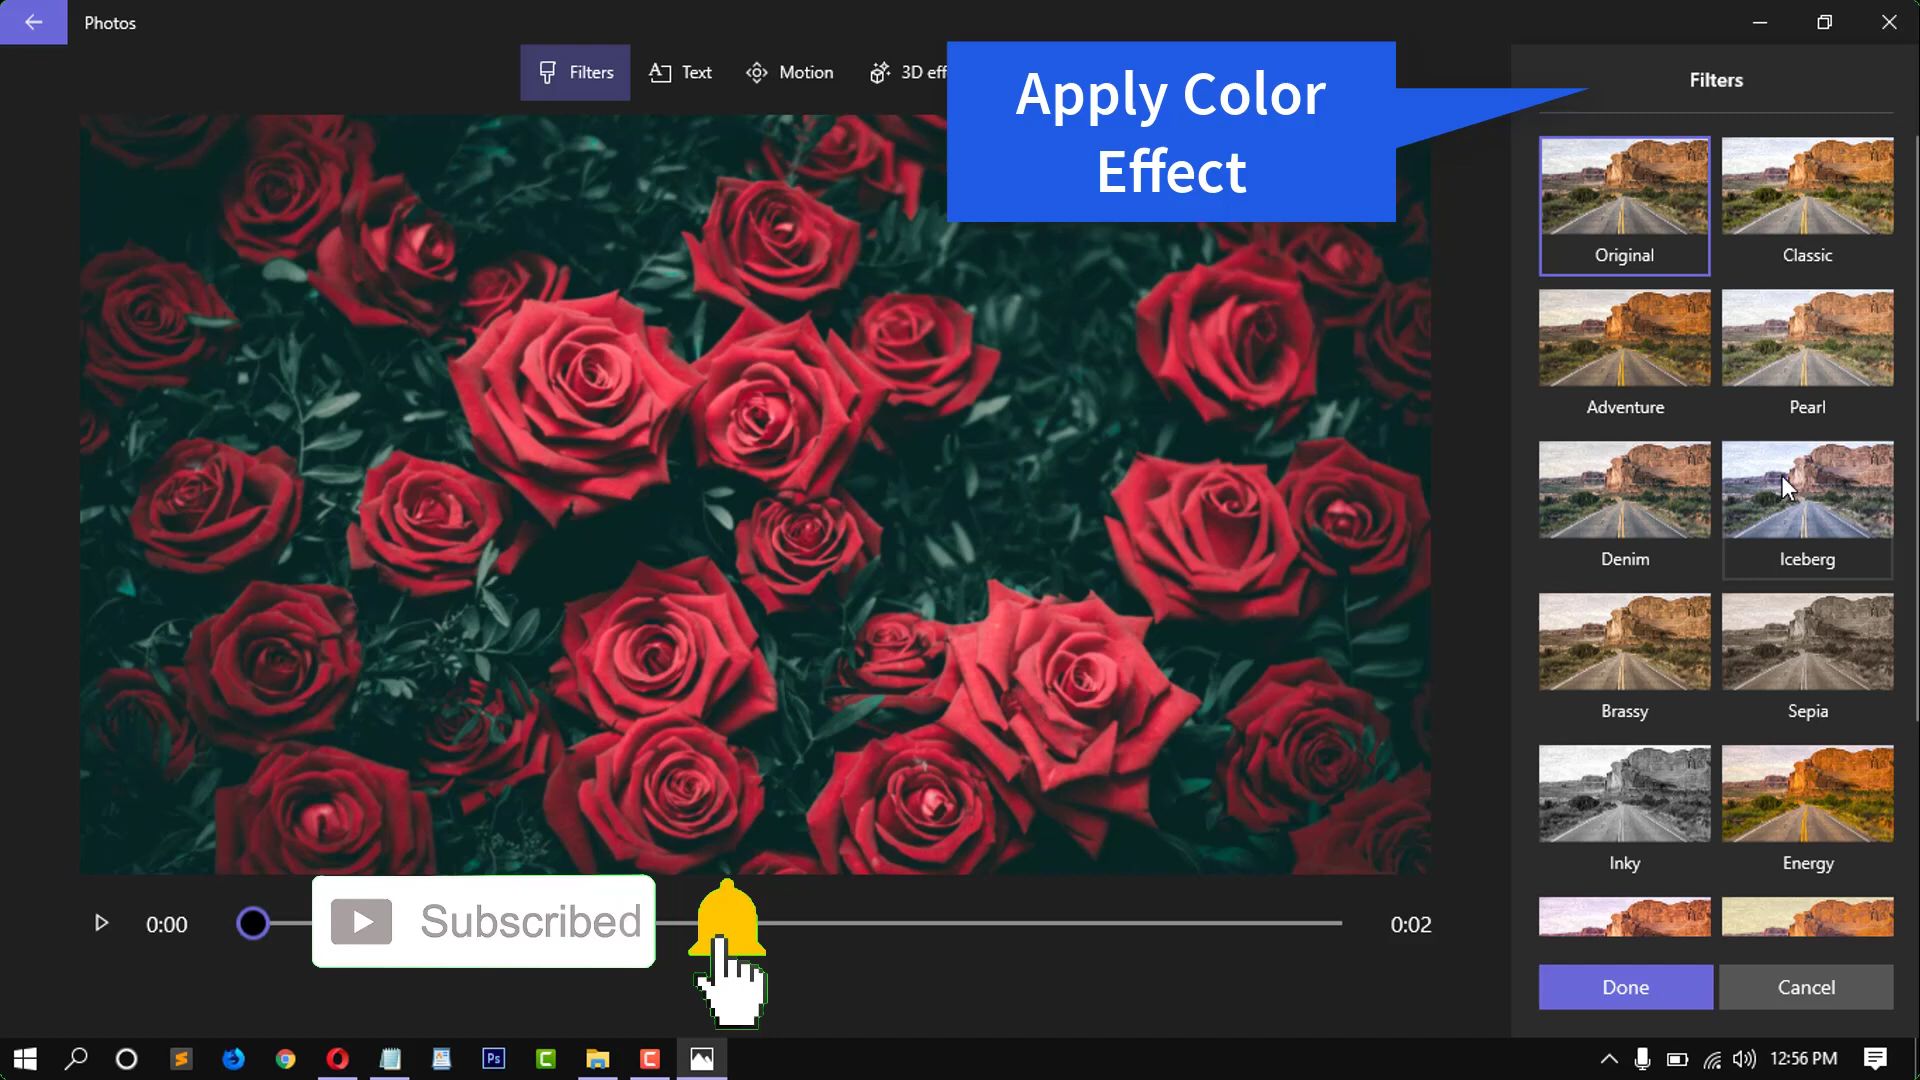 Photos
Filters
Text
Motion
3D eff
Apply Color
Effect
Filters
Original
Classic
Adventure
Pearl
Denim
Iceberg
Brassy
Sepia
Inky
Energy
0:00
Subscribed
0:02
Done
Cancel
Ps
C
C
12:56 PM